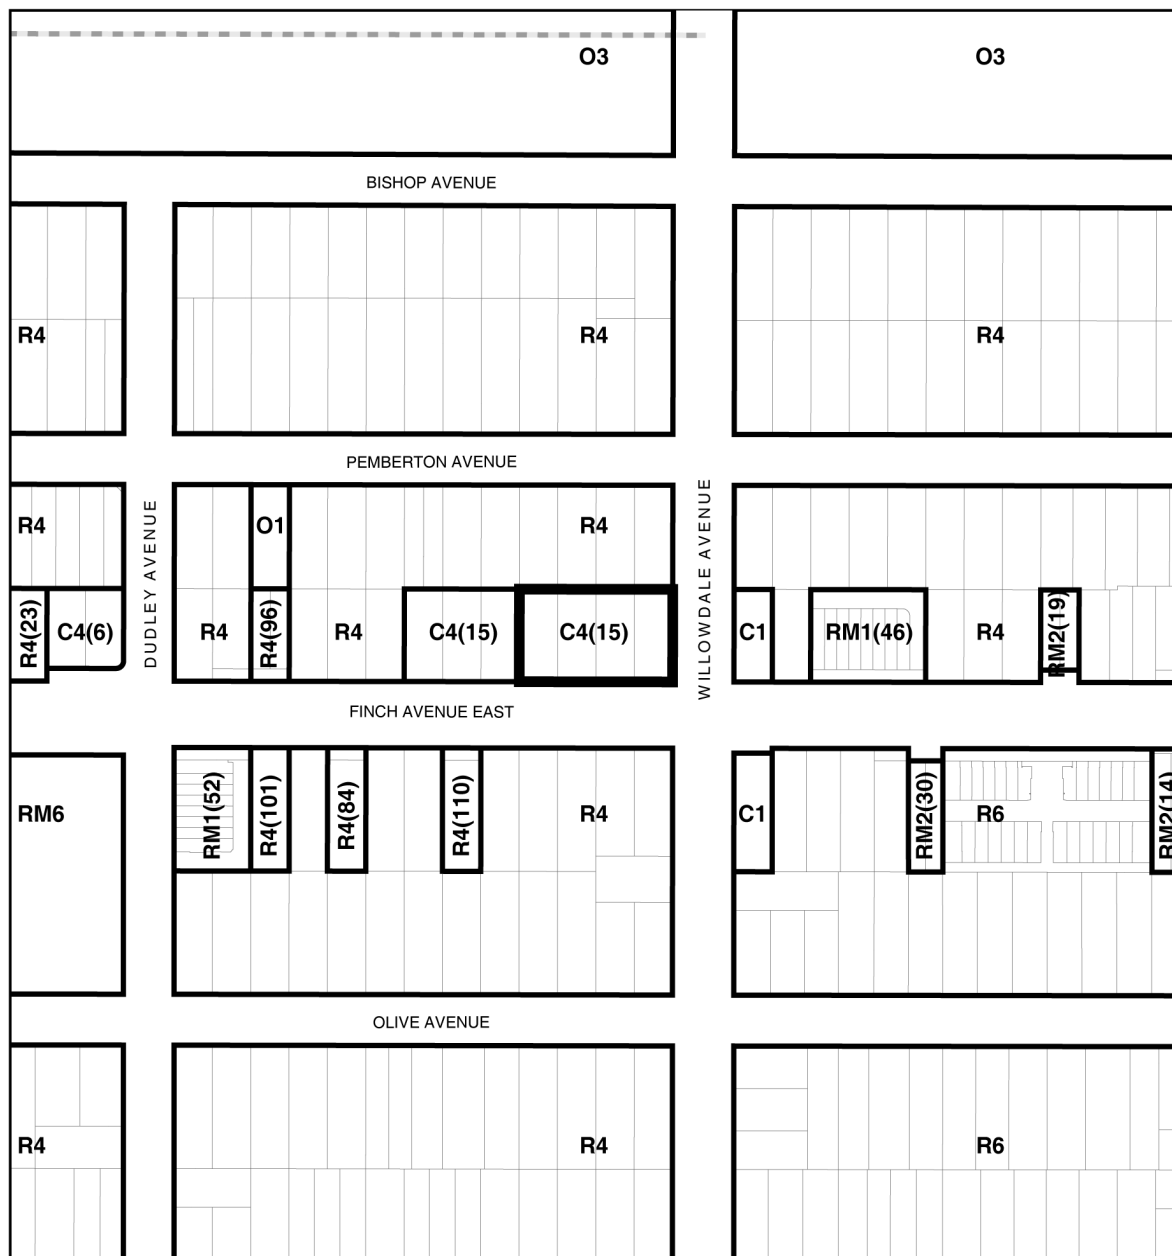 O3
O3
BISHOP AVENUE
R4
R4
R4
PEMBERTON AVENUE
R4
O1
R4
DUDLEY AVENUE
WILLOWDALE AVENUE
R4(23)
C4(6)
R4
R4(96)
R4
C4(15)
C4(15)
C1
RM1(46)
R4
RM2(19)
FINCH AVENUE EAST
RM6
RM1(52)
R4(101)
R4(84)
R4(110)
R4
C1
RM2(30)
R6
RM2(14)
OLIVE AVENUE
R4
R4
R6